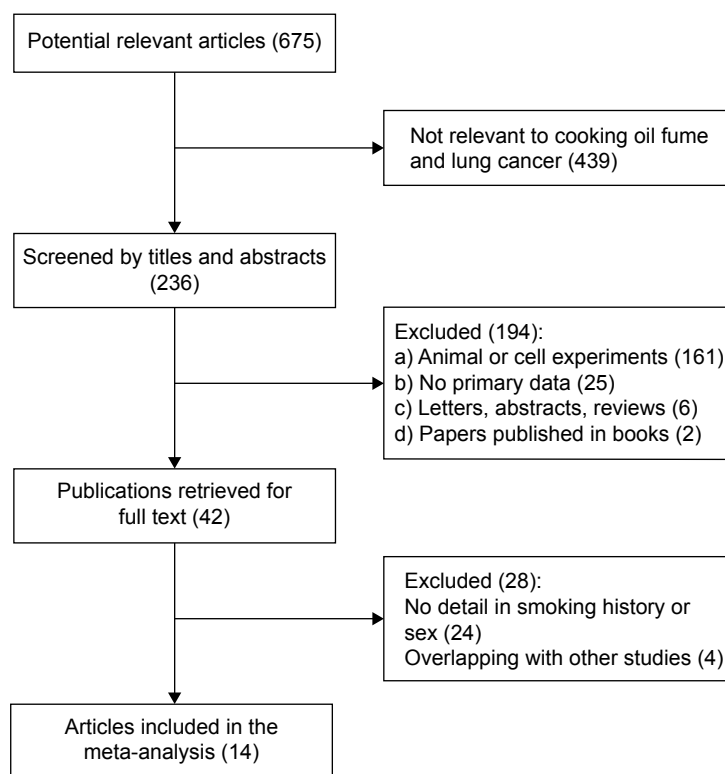 Potential relevant articles (675)
Not relevant to cooking oil fume
and lung cancer (439)
Screened by titles and abstracts
(236)
Excluded (194):
a) Animal or cell experiments (161)
b) No primary data (25)
c) Letters, abstracts, reviews (6)
d) Papers published in books (2)
Publications retrieved for
full text (42)
Excluded (28):
No detail in smoking history or
sex (24)
Overlapping with other studies (4)
Articles included in the
meta-analysis (14)